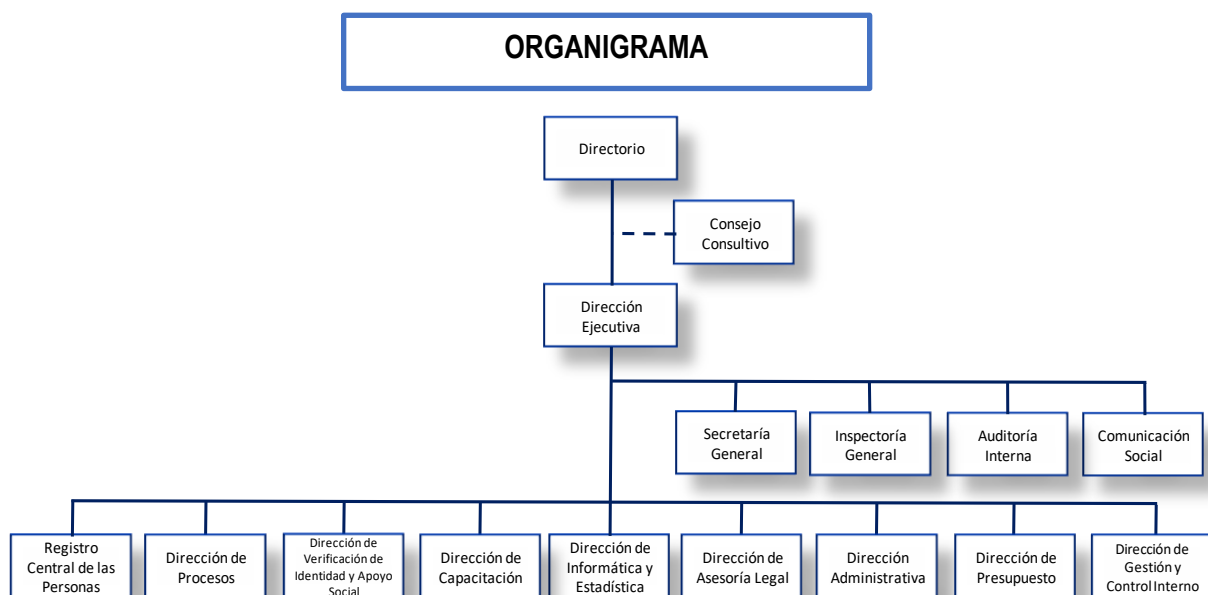 ORGANIGRAMA
Directorio
Consejo
Consultivo
Dirección
Ejecutiva
Secretaría
General
Inspectoría
General
Auditoría
Interna
Comunicación
Social
Registro
Central de las
Personas
Dirección de
Procesos
Dirección de
Verificación de
Identidad y Apoyo
Social
Dirección de
Capacitación
Dirección de
Informática y
Estadística
Dirección de
Asesoría Legal
Dirección
Administrativa
Dirección de
Presupuesto
Dirección de
Gestión y
Control Interno